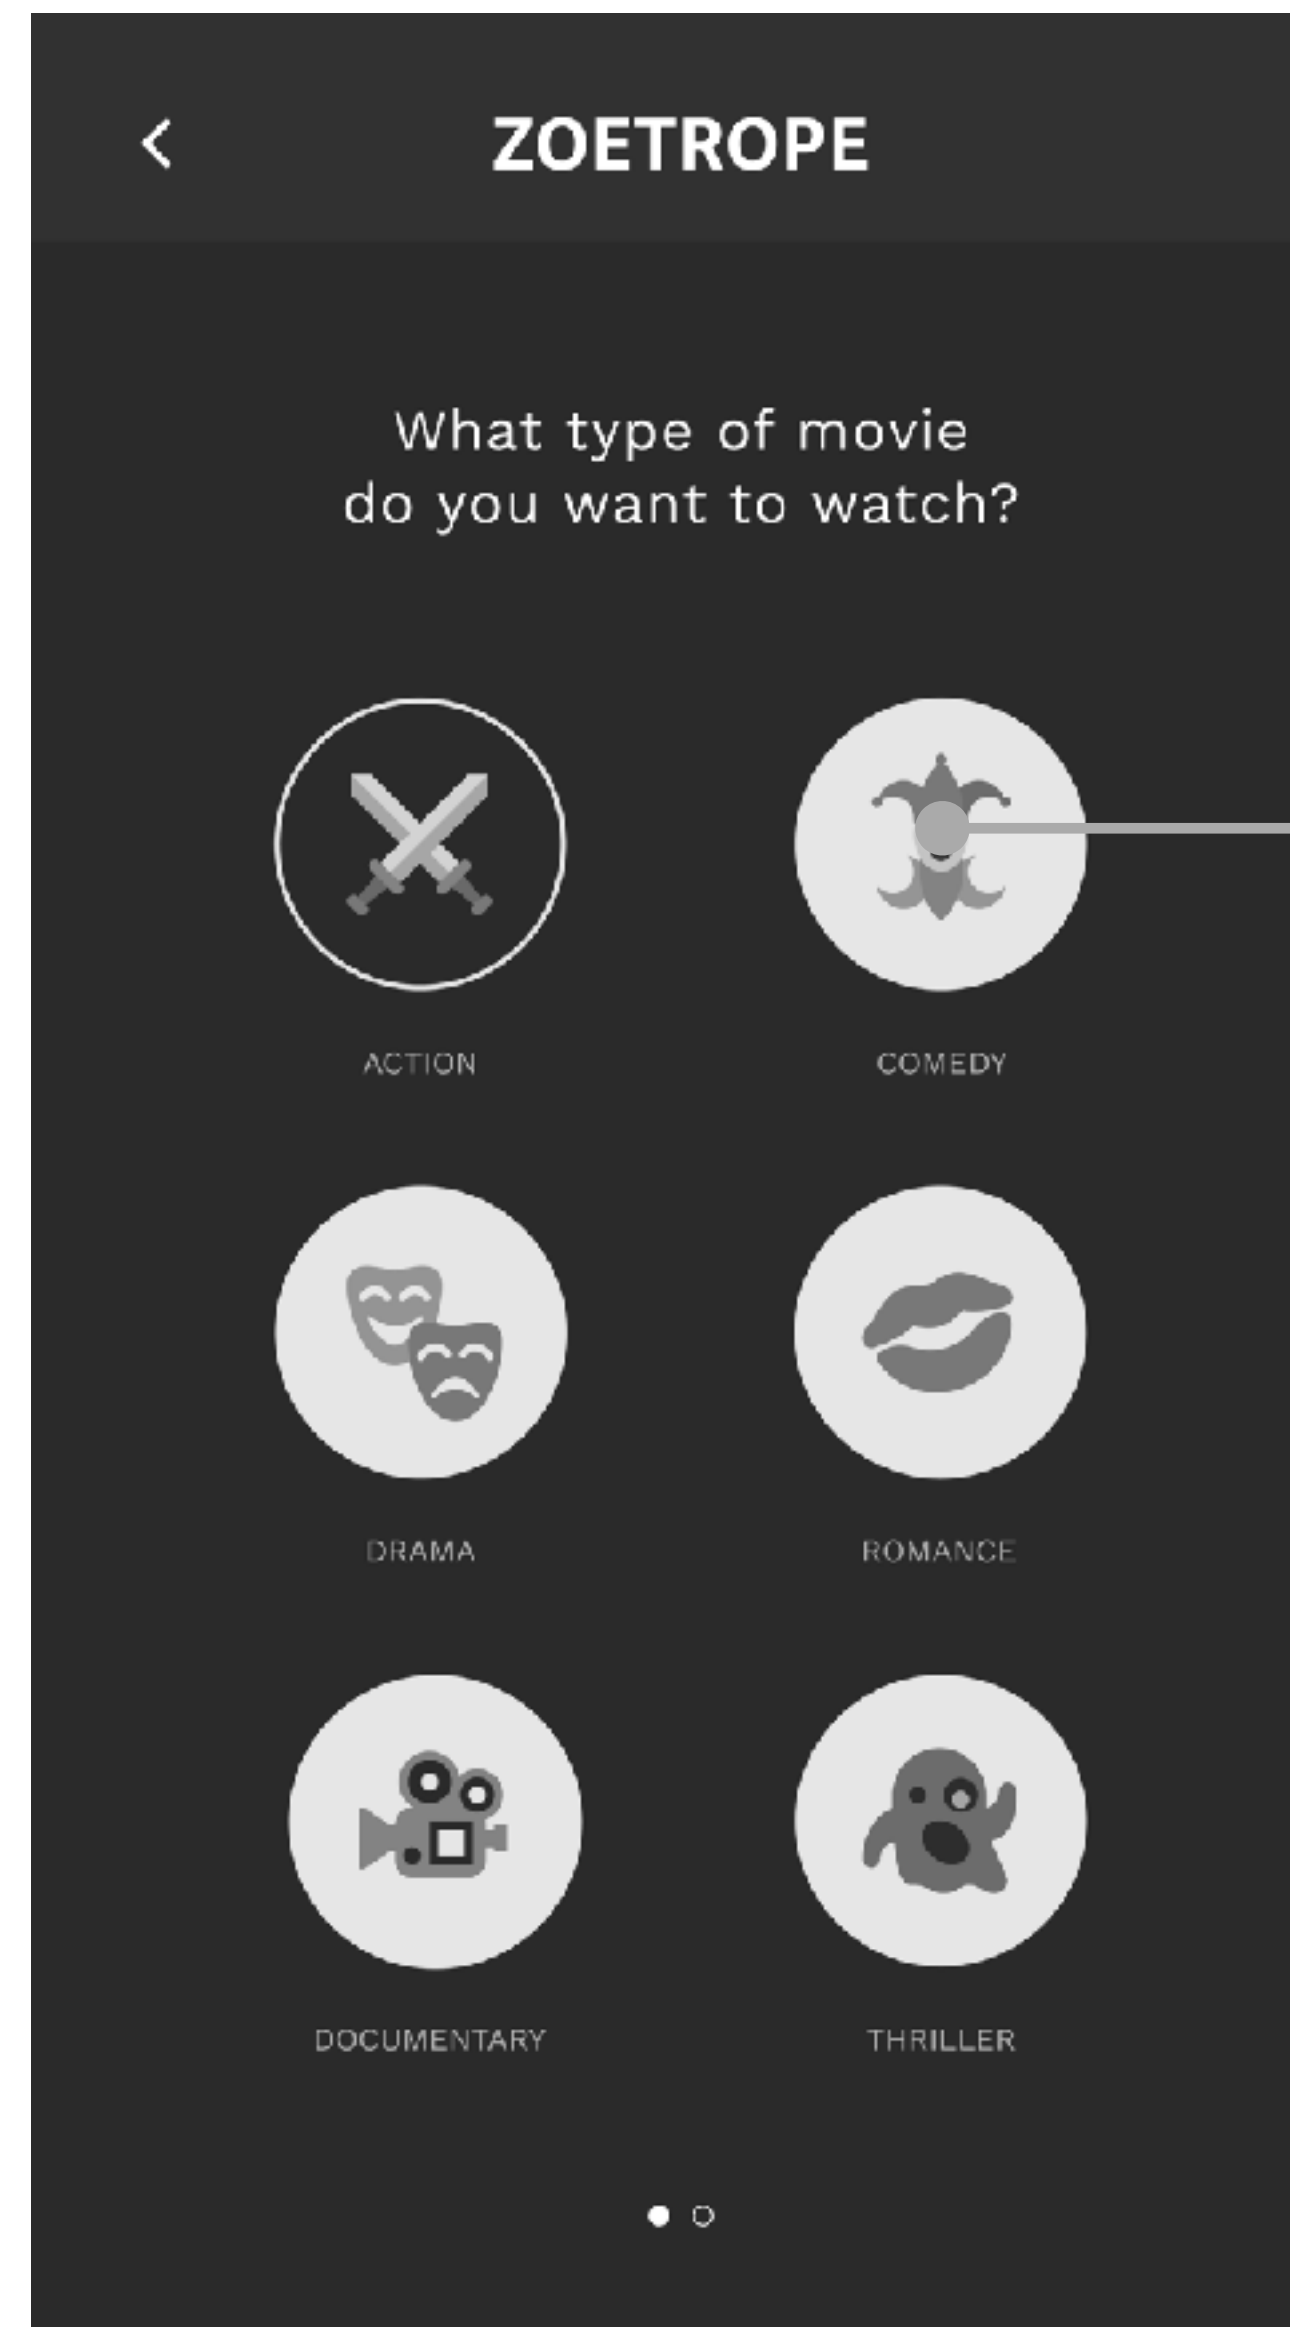 ZOETROPE
What type of movie
do you want to watch?
ACTION
COMEDY
DRAMA
ROMANCE
DOCUMENTARY
THRILLER